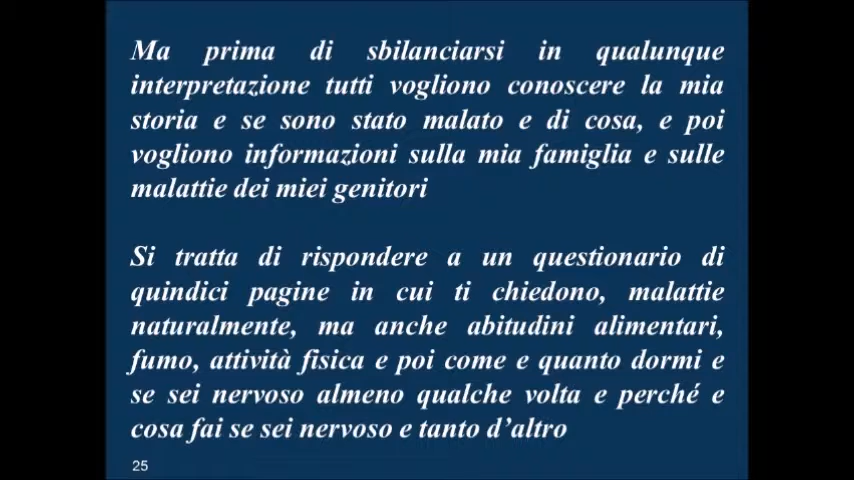 Ma prima di sbilanciarsi in qualunque
interpretazione tutti vogliono conoscere la mia
storia e se sono stato malato e di cosa, e poi
vogliono informazioni sulla mia famiglia e sulle
malattie dei miei genitori
Si tratta di rispondere a un questionario di
quindici pagine in cui ti chiedono, malattie
naturalmente, ma anche abitudini alimentari,
fumo, attività fisica e poi come e quanto dormi e
se sei nervoso almeno qualche volta e perché e
cosa fai se sei nervoso e tanto d’altro
25